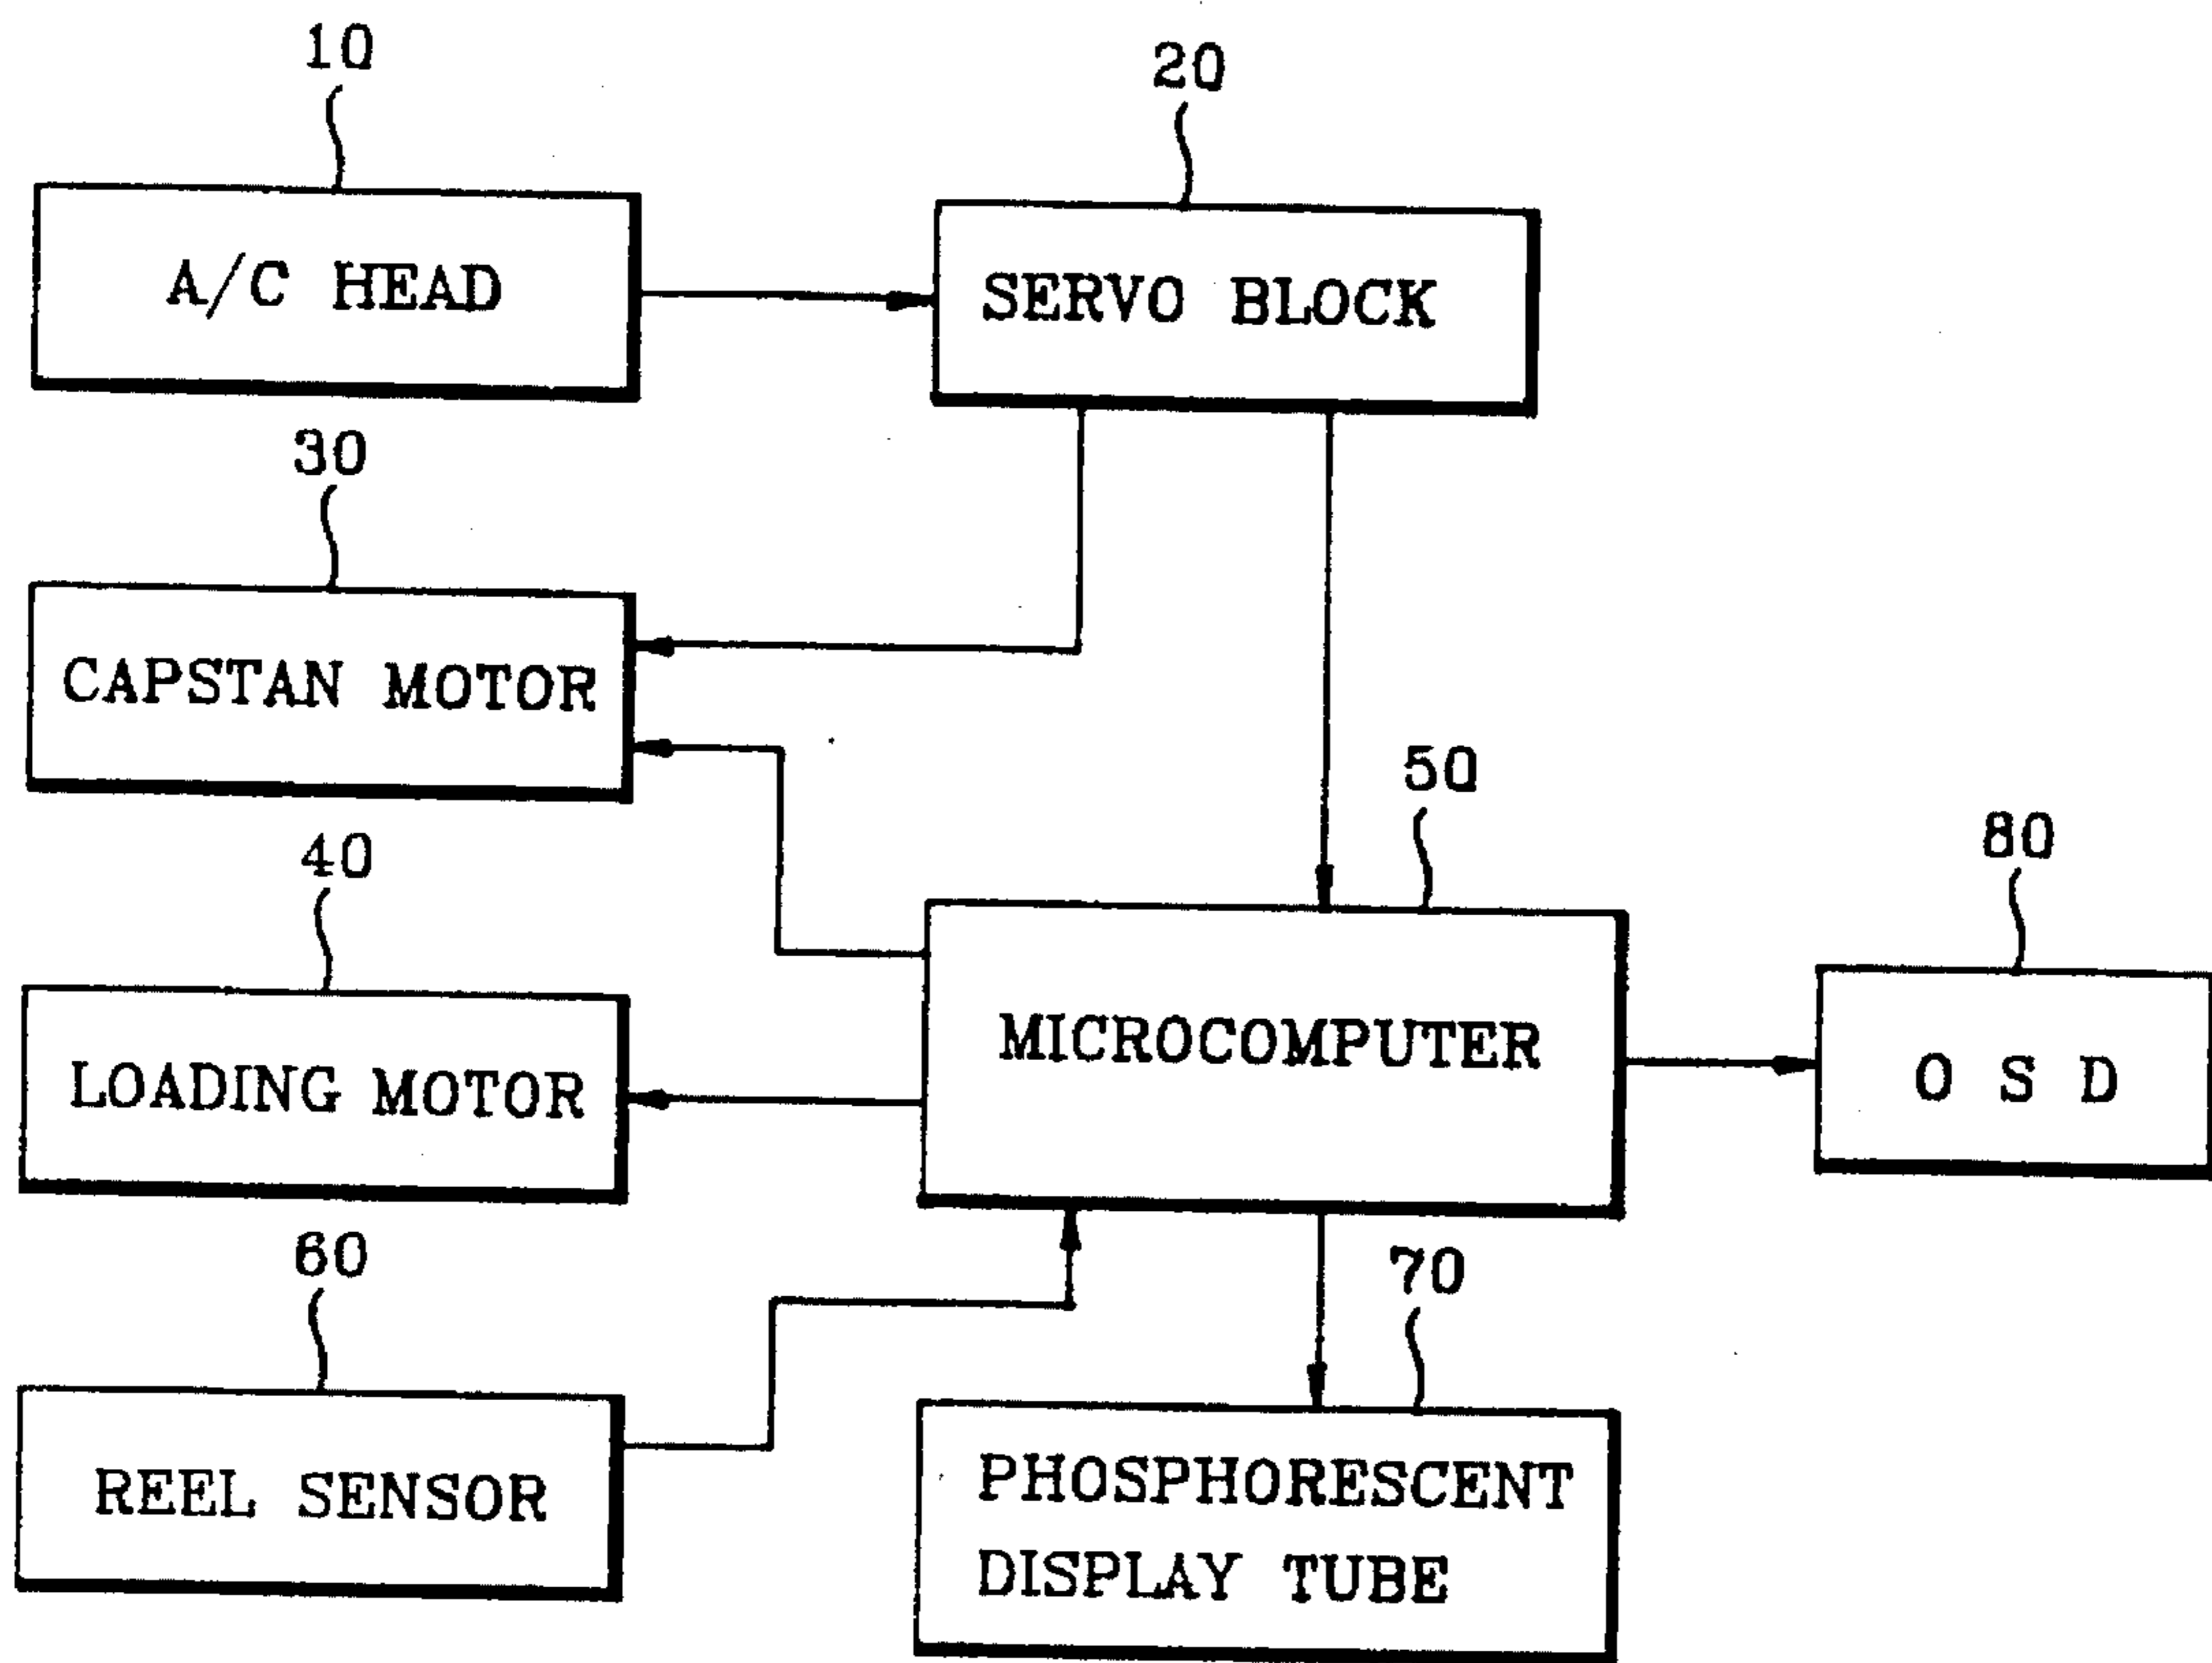 10
A/C HEAD
20
SERVO BLOCK
30
CAPSTAN MOTOR
40
LOADING MOTOR
50
MICROCOMPUTER
80
O S D
60
REEL SENSOR
70
PHOSPHORESCENT
DISPLAY TUBE